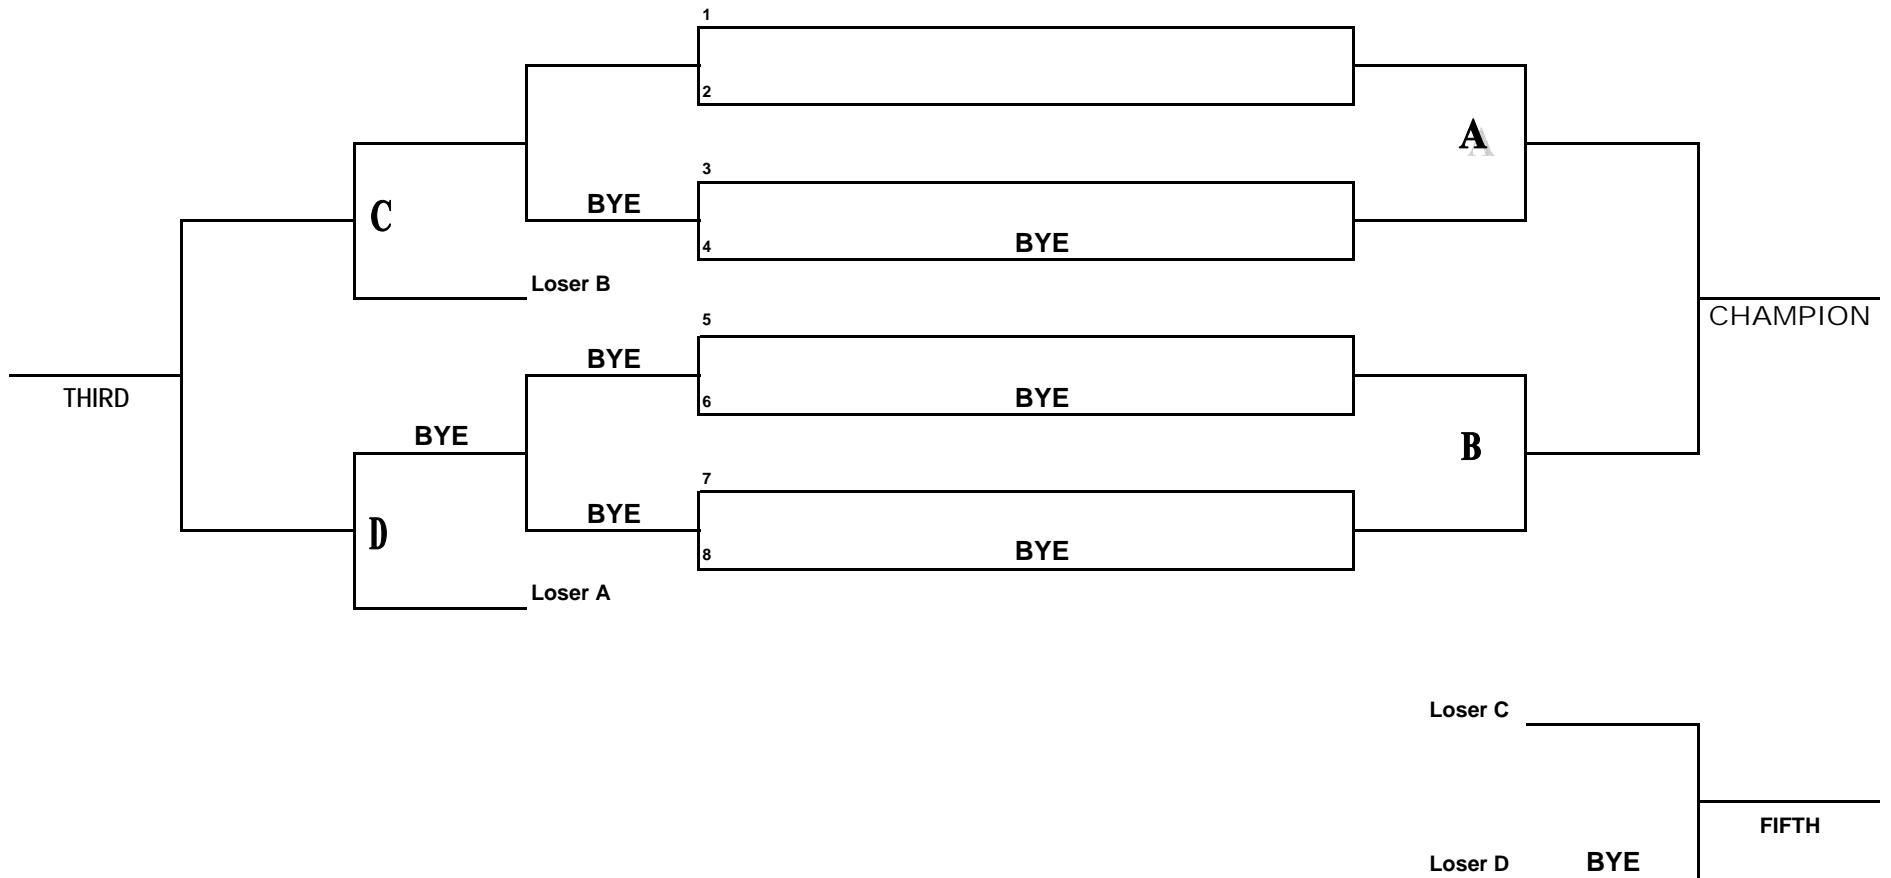 1
2
A
3
BYE
C
4
BYE
Loser B
5
CHAMPION
BYE
THIRD
6
BYE
BYE
B
7
BYE
D
8
BYE
Loser A
Loser C
FIFTH
Loser D BYE